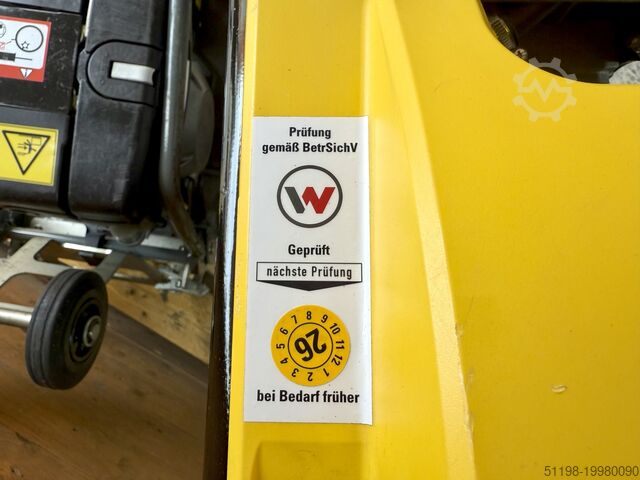 Prüfung
gemäß BetrSichV
W
Geprüft
nächste Prüfung
1 2 3 4 5 6 7 8 9 10 11 12
26
bei Bedarf früher
51198-19980090